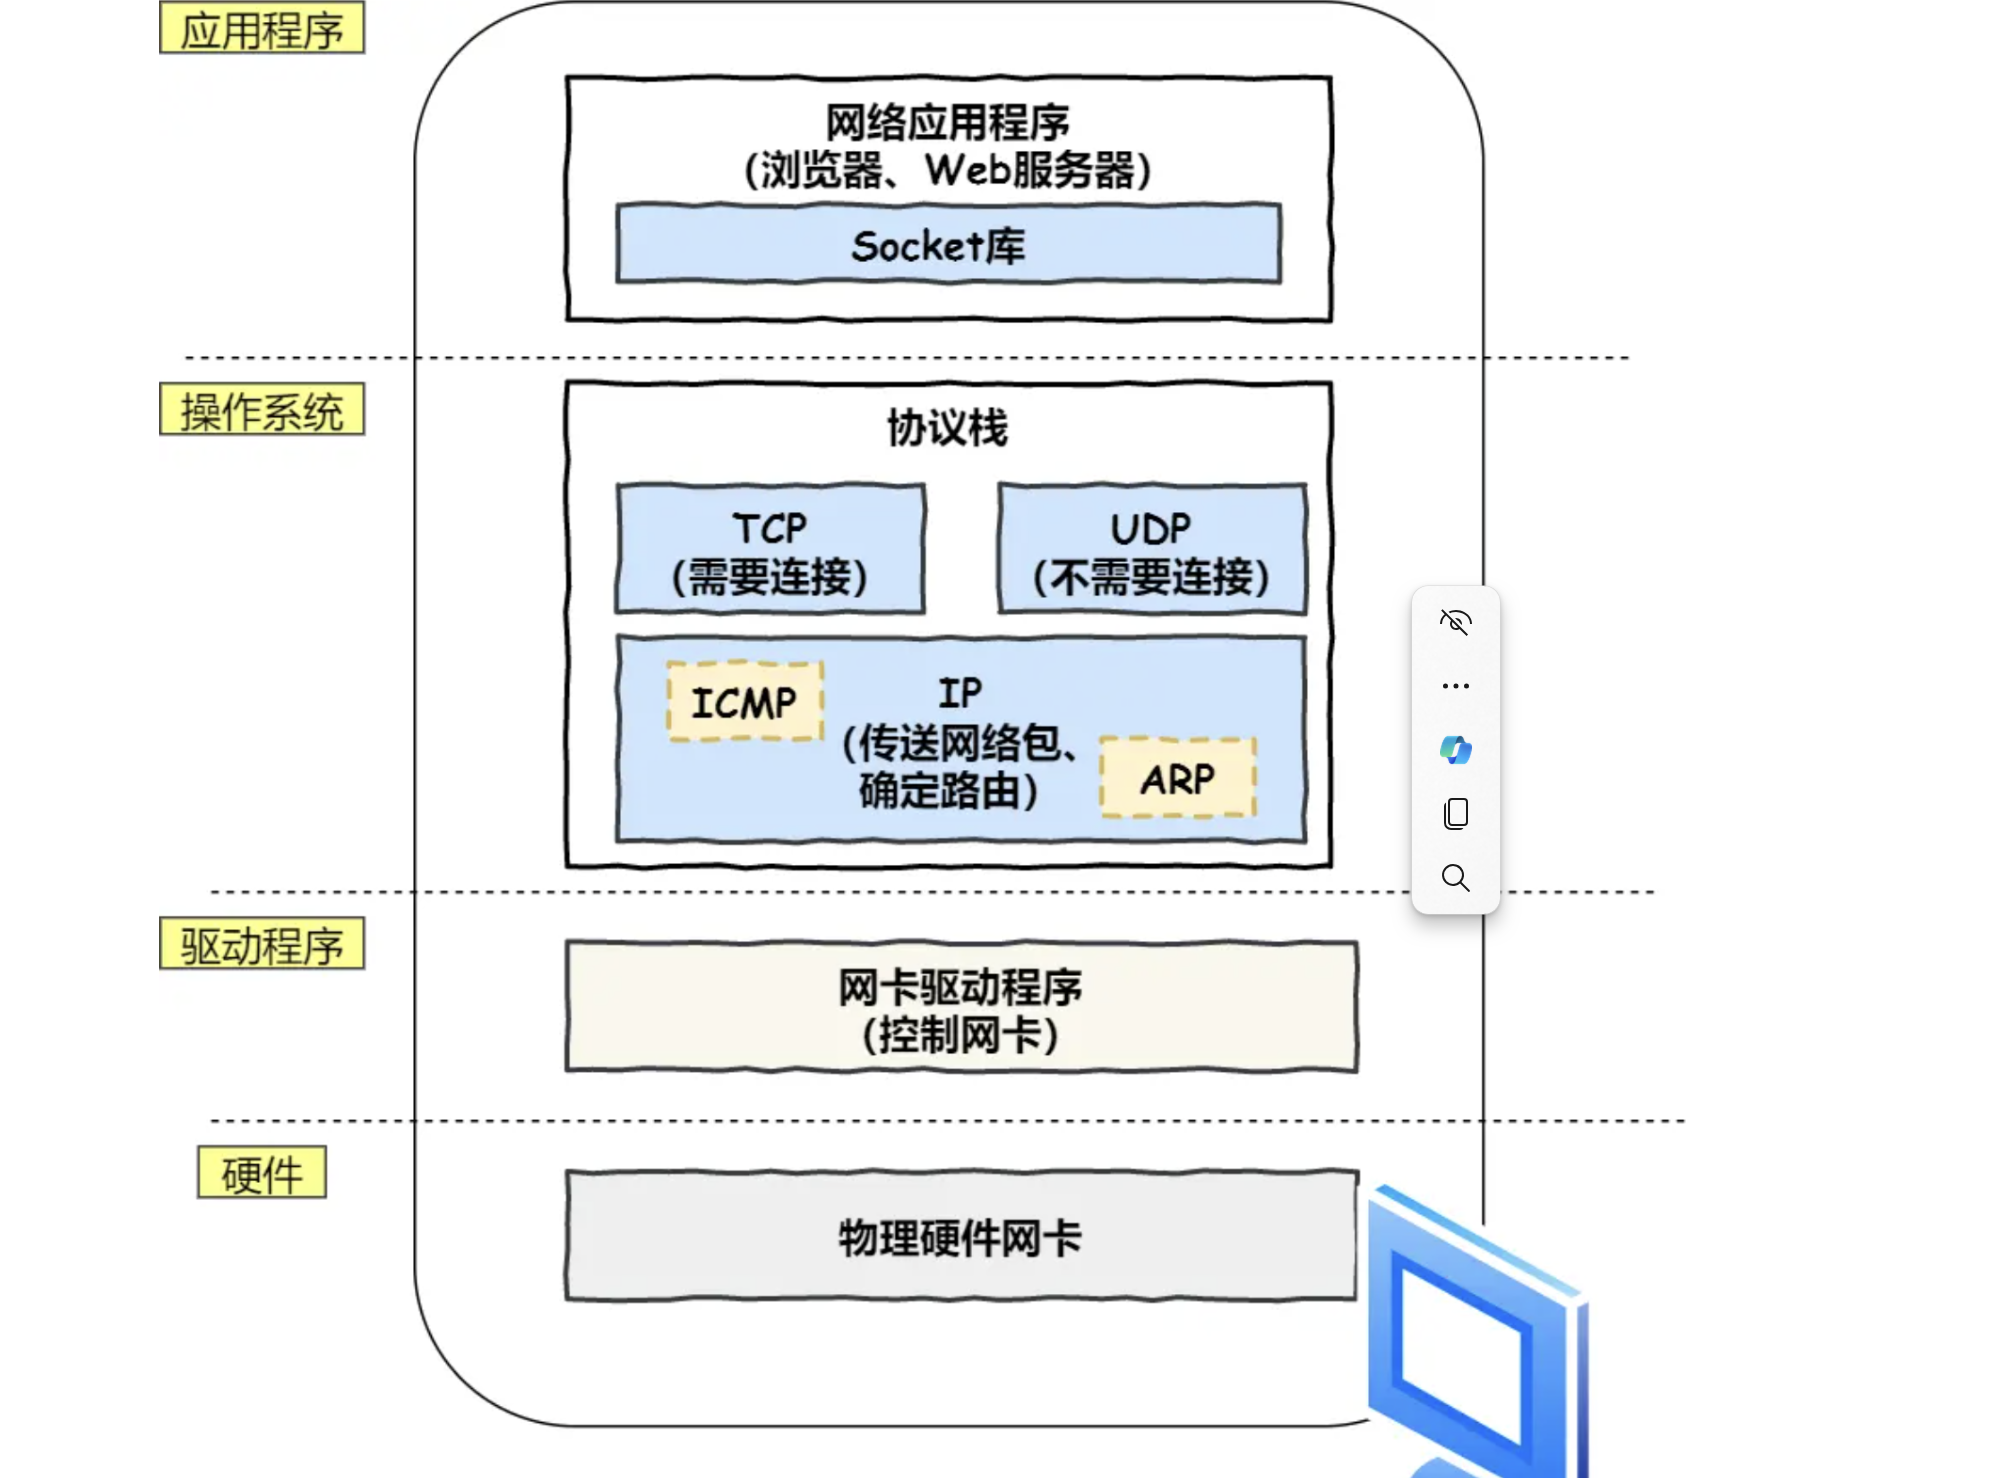 应用程序
网络应用程序
(浏览器、Web服务器)
Socket库
操作系统
协议栈
TCP
(需要连接)
UDP
(不需要连接)
ICMP
IP
(传送网络包、
确定路由)
ARP
驱动程序
网卡驱动程序
(控制网卡)
硬件
物理硬件网卡